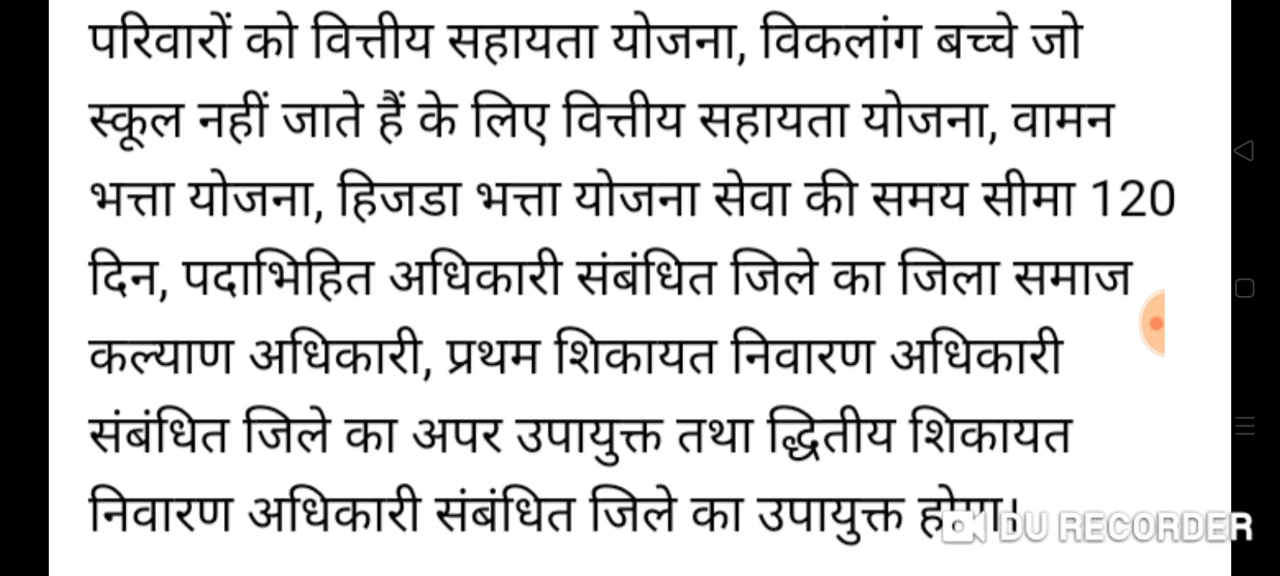 परिवारों को वित्तीय सहायता योजना, विकलांग बच्चे जो
स्कूल नहीं जाते हैं के लिए वित्तीय सहायता योजना, वामन
भत्ता योजना, हिजडा भत्ता योजना सेवा की समय सीमा 120
दिन, पदाभिहित अधिकारी संबंधित जिले का जिला समाज
कल्याण अधिकारी, प्रथम शिकायत निवारण अधिकारी
संबंधित जिले का अपर उपायुक्त तथा द्धितीय शिकायत
निवारण अधिकारी संबंधित जिले का उपायुक्त होगा।
DU RECORDER